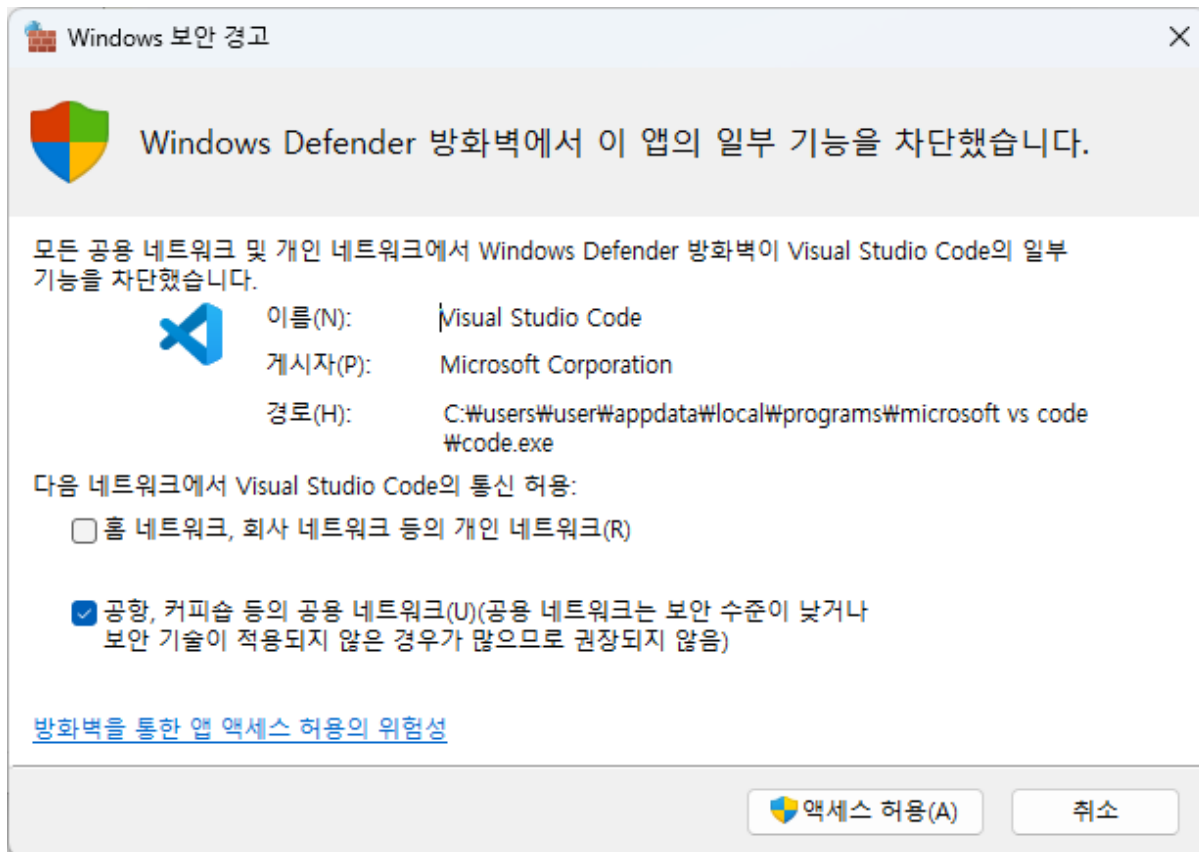 Windows 보안 경고
Windows Defender 방화벽에서 이 앱의 일부 기능을 차단했습니다.
모든 공용 네트워크 및 개인 네트워크에서 Windows Defender 방화벽이 Visual Studio Code의 일부
기능을 차단했습니다.
이름(N): Visual Studio Code
게시자(P): Microsoft Corporation
경로(H): C:₩users₩user₩appdata₩local₩programs₩microsoft vs code
₩code.exe
다음 네트워크에서 Visual Studio Code의 통신 허용:
홈 네트워크, 회사 네트워크 등의 개인 네트워크(R)
공항, 커피숍 등의 공용 네트워크(U)(공용 네트워크는 보안 수준이 낮거나
보안 기술이 적용되지 않은 경우가 많으므로 권장되지 않음)
방화벽을 통한 앱 액세스 허용의 위험성
액세스 허용(A) 취소